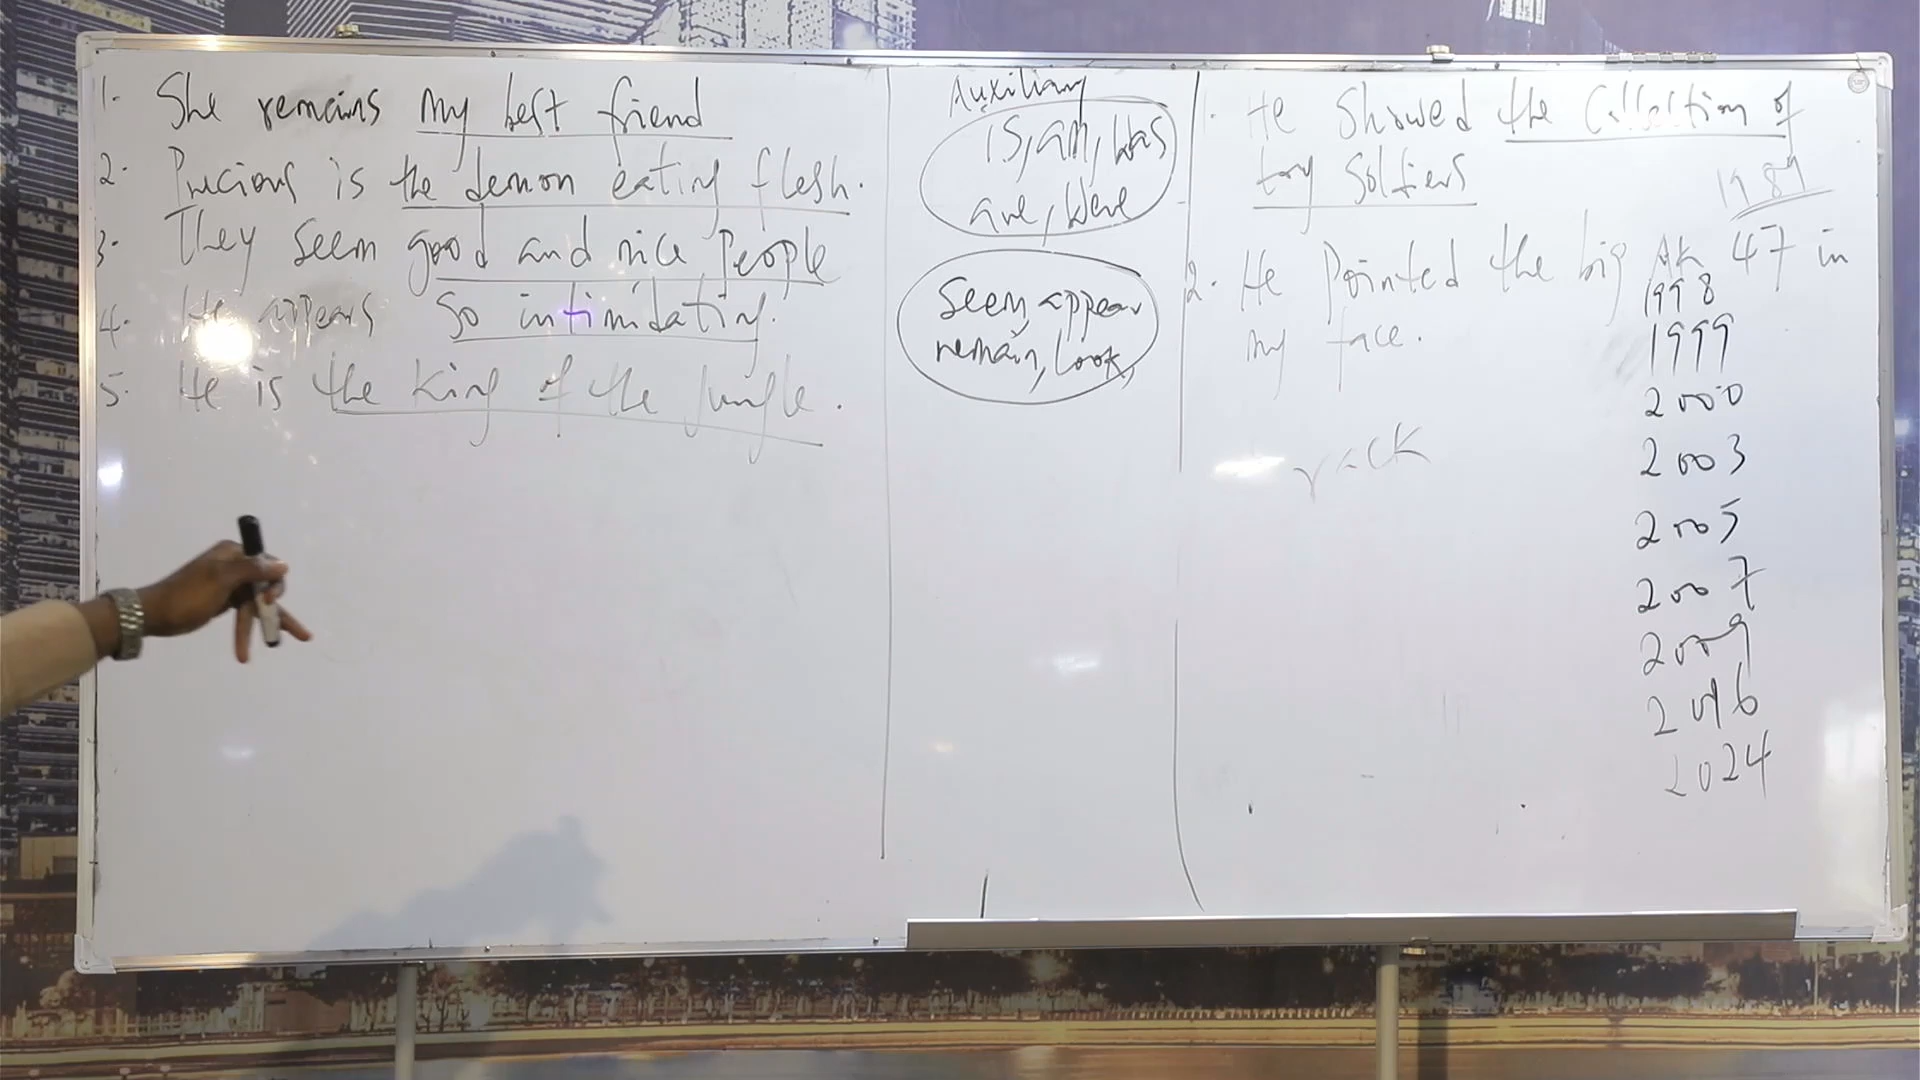 1. She remains my best friend
2. Precious is the demon eating flesh.
3. They seem good and nice people
4. He appears so intimidating.
5. He is the King of the Jungle.
Auxiliary
is, am, was
are, were
Seem, appear
remain, look,
1. He Showed the Collection of
toy Soldiers
1989
2. He Pointed the big AK 47 in
my face.
1998
1999
2000
2003
2005
2007
2009
2016
2024